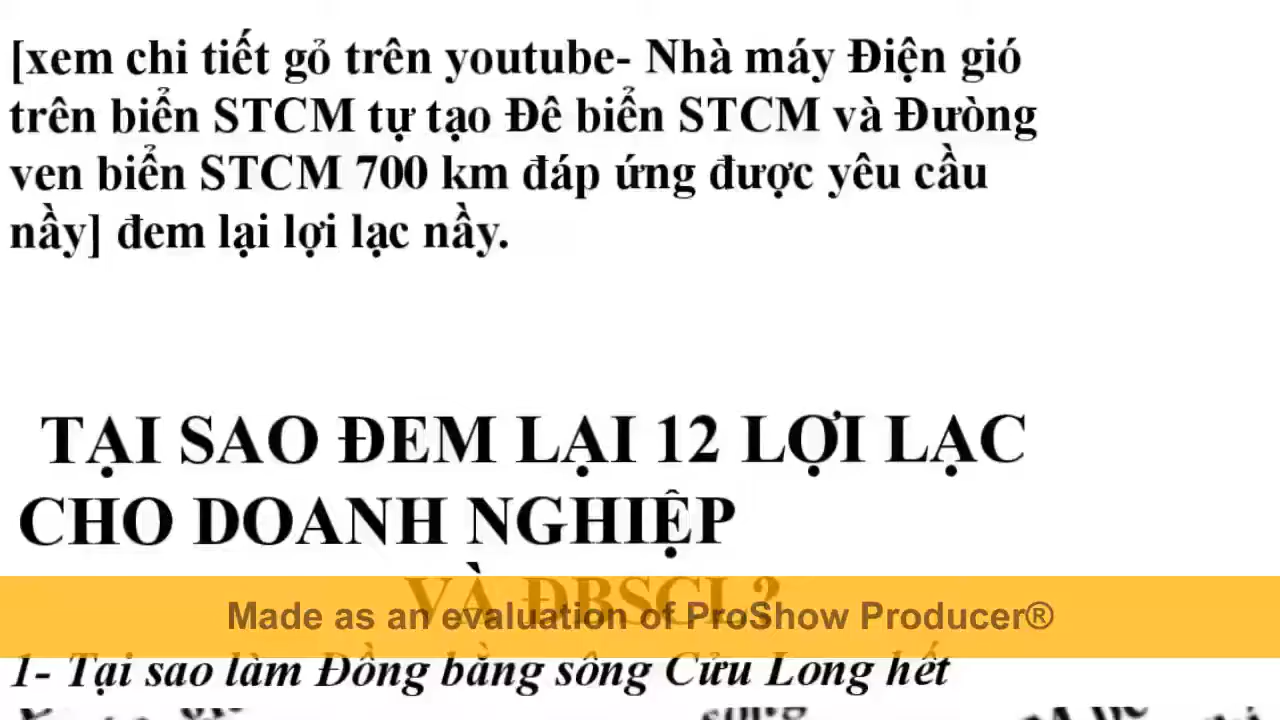 [xem chi tiết gỏ trên youtube- Nhà máy Điện gió
trên biển STCM tự tạo Đê biển STCM và Đưòng
ven biển STCM 700 km đáp ứng được yêu cầu
nầy] đem lại lợi lạc nầy.
TẠI SAO ĐEM LẠI 12 LỢI LẠC
CHO DOANH NGHIỆP
VÀ ĐBSCL?
Made as an evaluation of ProShow Producer®
1- Tại sao làm Đồng bằng sông Cửu Long hết